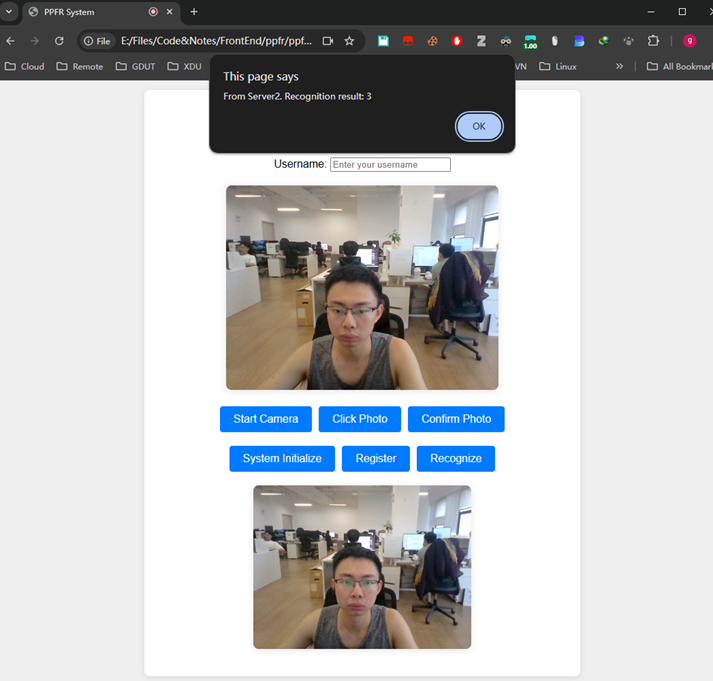 PPFR System
File E:/Files/Code&Notes/FrontEnd/ppfr/ppf...
1.00
g
Cloud Remote GDUT XDU VN Linux » All Bookmar
This page says
From Server2. Recognition result: 3
OK
Username: Enter your username
Start Camera Click Photo Confirm Photo
System Initialize Register Recognize